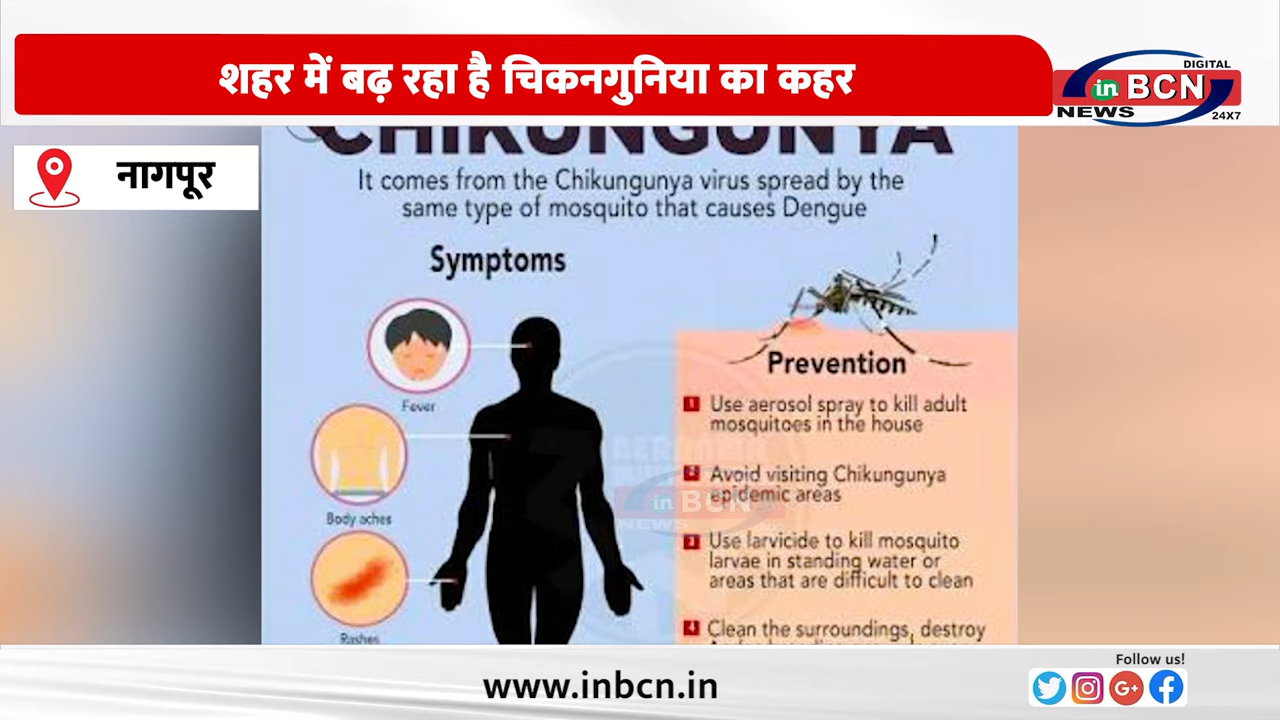 शहर में बढ़ रहा है चिकनगुनिया का कहर
DIGITAL
in BCN
NEWS 24X7
नागपूर
CHIKUNGUNYA
It comes from the Chikungunya virus spread by the
same type of mosquito that causes Dengue
Symptoms
Fever
Body aches
Rashes
Prevention
1 Use aerosol spray to kill adult
mosquitoes in the house
2 Avoid visiting Chikungunya
epidemic areas
3 Use larvicide to kill mosquito
larvae in standing water or
areas that are difficult to clean
4 Clean the surroundings, destroy
in BCN
NEWS
www.inbcn.in
Follow us!